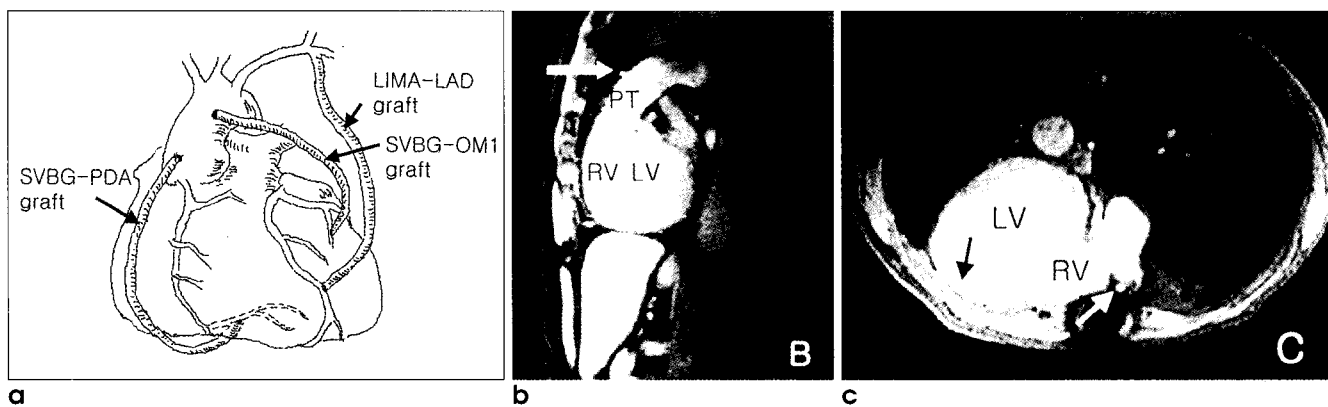 LIMA-LAD
graft
SVBG-OM1
graft
SVBG-PDA
graft
a
PT
RV LV
B
b
LV
RV
C
c